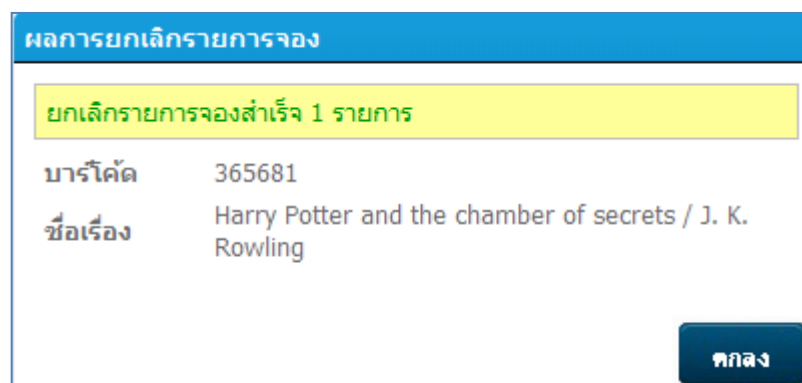 ผลการยกเลิกรายการจอง
ยกเลิกรายการจองสำเร็จ 1 รายการ
บาร์โค้ด 365681
ชื่อเรื่อง Harry Potter and the chamber of secrets / J. K.
Rowling
ตกลง